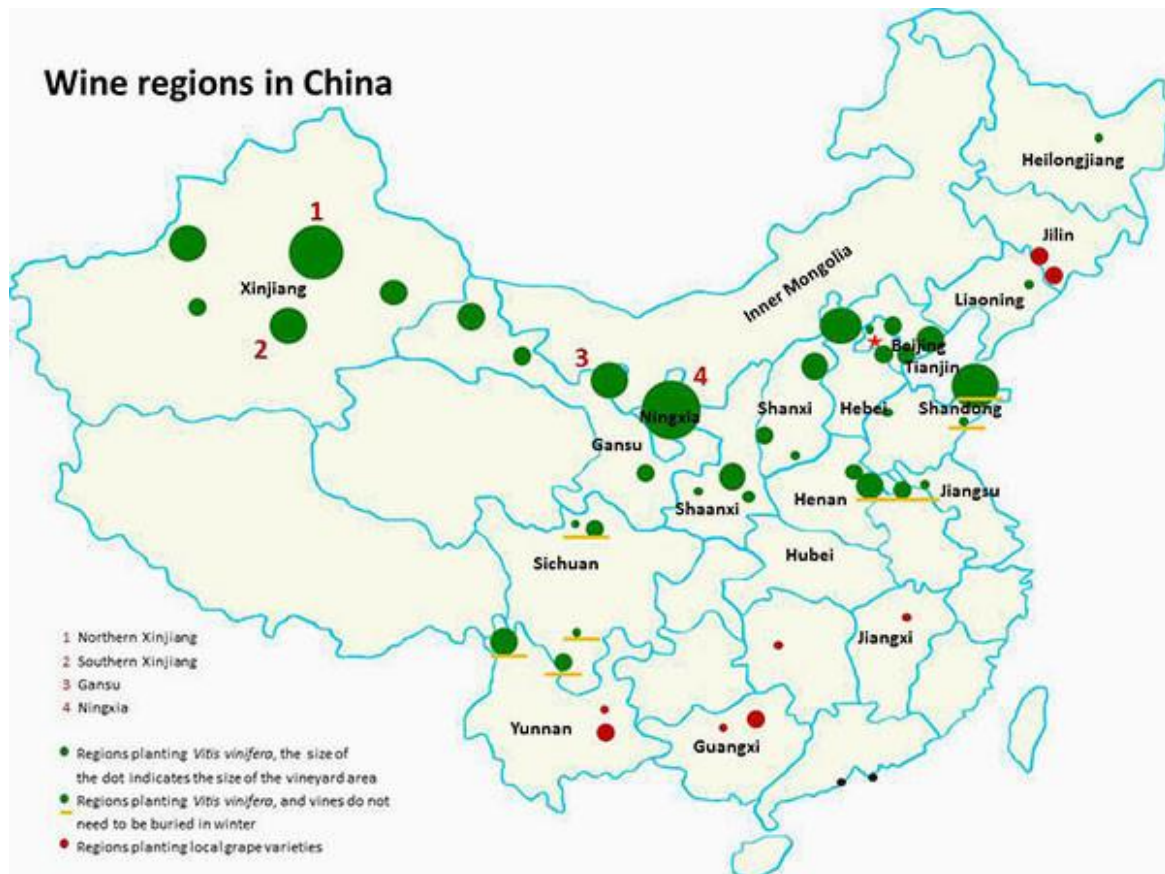 Wine regions in China
Heilongjiang
1
Jilin
Xinjiang
Inner Mongolia
Liaoning
2
3
4
Beijing
Tianjin
Ningxia
Shanxi
Hebei
Shandong
Gansu
Shaanxi
Henan
Jiangsu
Sichuan
Hubei
Jiangxi
Yunnan
Guangxi
1 Northern Xinjiang
2 Southern Xinjiang
3 Gansu
4 Ningxia
Regions planting Vitis vinifera, the size of
the dot indicates the size of the vineyard area
Regions planting Vitis vinifera, and vines do not
need to be buried in winter
Regions planting local grape varieties